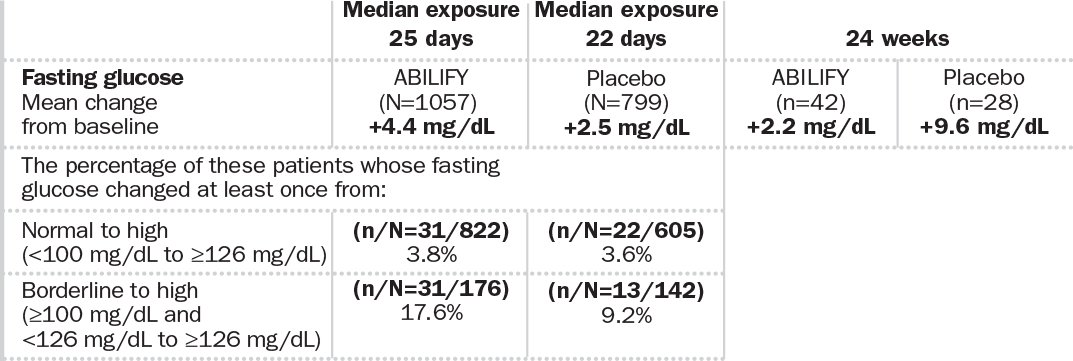 Median exposure
25 days
Median exposure
22 days
24 weeks
Fasting glucose
Mean change
from baseline
ABILIFY
(N=1057)
+4.4 mg/dL
Placebo
(N=799)
+2.5 mg/dL
ABILIFY
(n=42)
+2.2 mg/dL
Placebo
(n=28)
+9.6 mg/dL
The percentage of these patients whose fasting
glucose changed at least once from:
Normal to high
(<100 mg/dL to ≥126 mg/dL)
(n/N=31/822)
3.8%
(n/N=22/605)
3.6%
Borderline to high
(≥100 mg/dL and
<126 mg/dL to ≥126 mg/dL)
(n/N=31/176)
17.6%
(n/N=13/142)
9.2%